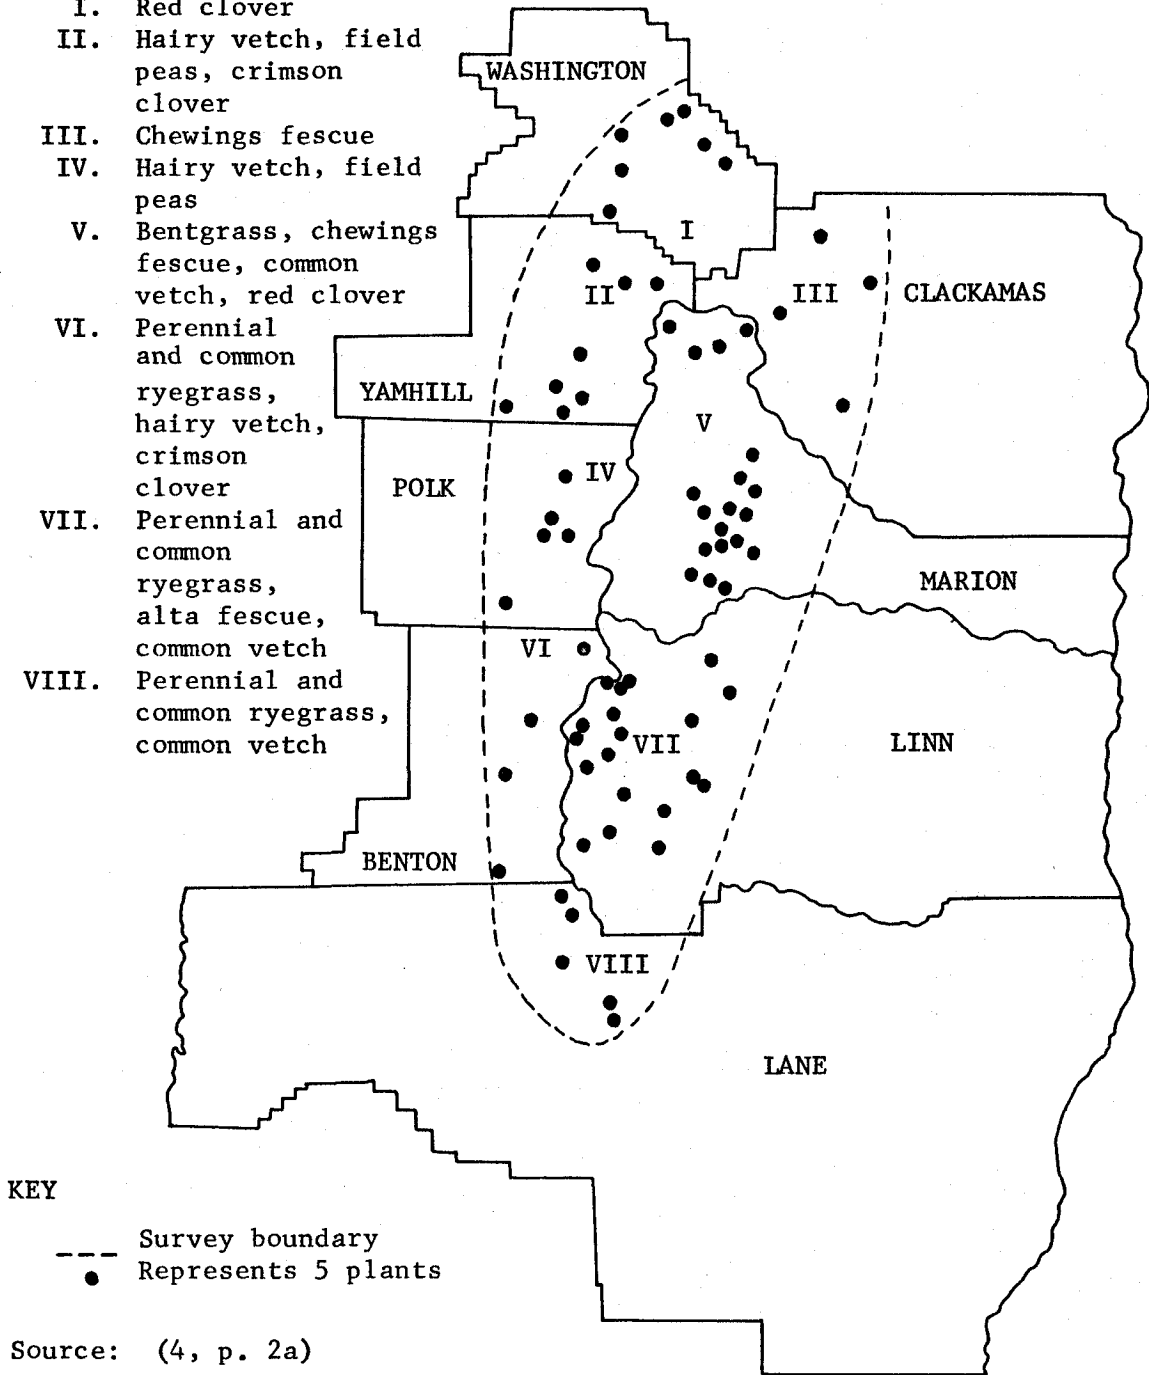 I. Red clover
II. Hairy vetch, field
peas, crimson
clover
III. Chewings fescue
IV. Hairy vetch, field
peas
V. Bentgrass, chewings
fescue, common
vetch, red clover
VI. Perennial
and common
ryegrass,
hairy vetch,
crimson
clover
VII. Perennial and
common
ryegrass,
alta fescue,
common vetch
VIII. Perennial and
common ryegrass,
common vetch
WASHINGTON
I
II
III
CLACKAMAS
YAMHILL
V
IV
POLK
MARION
VI
VII
LINN
BENTON
VIII
LANE
KEY
Survey boundary
Represents 5 plants
Source: (4, p. 2a)